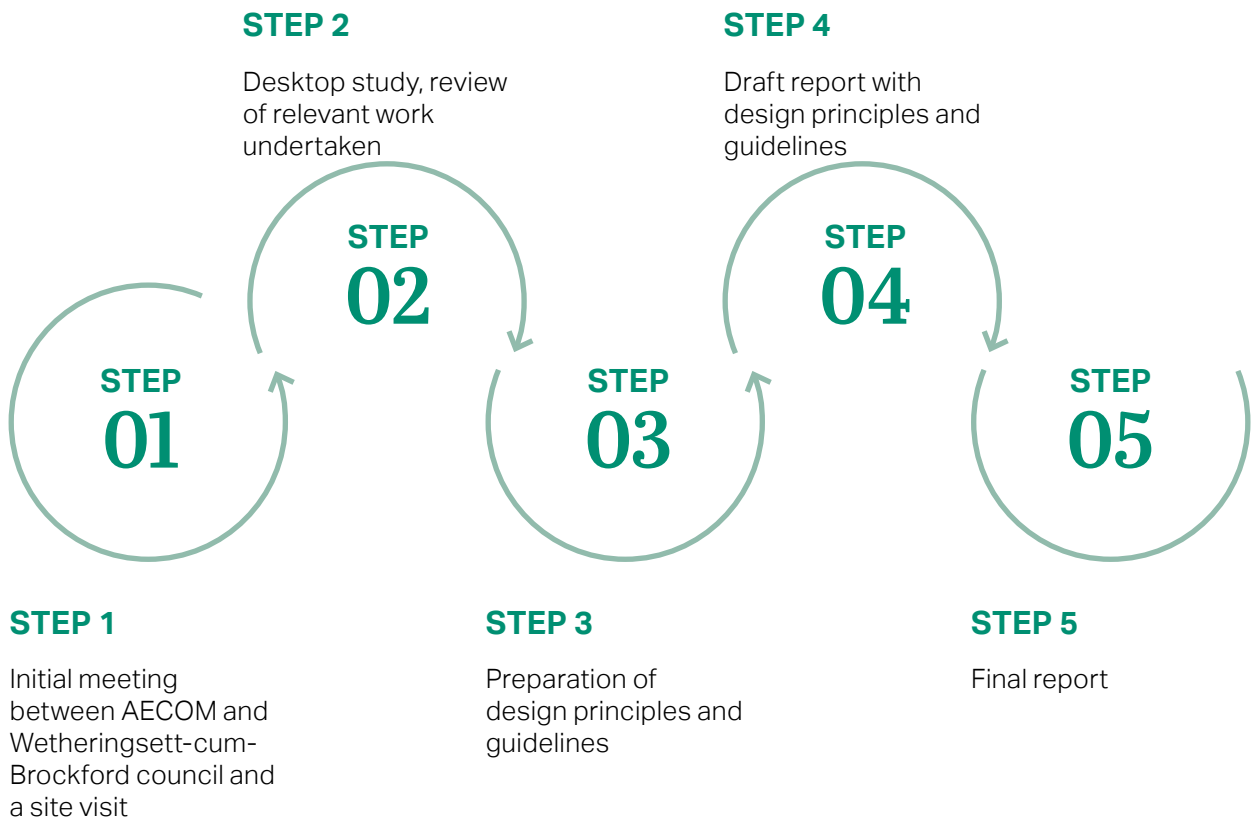 STEP 2
Desktop study, review
of relevant work
undertaken
STEP 4
Draft report with
design principles and
guidelines
STEP
01
STEP
02
STEP
03
STEP
04
STEP
05
STEP 1
Initial meeting
between AECOM and
Wetheringsett-cum-
Brockford council and
a site visit
STEP 3
Preparation of
design principles and
guidelines
STEP 5
Final report